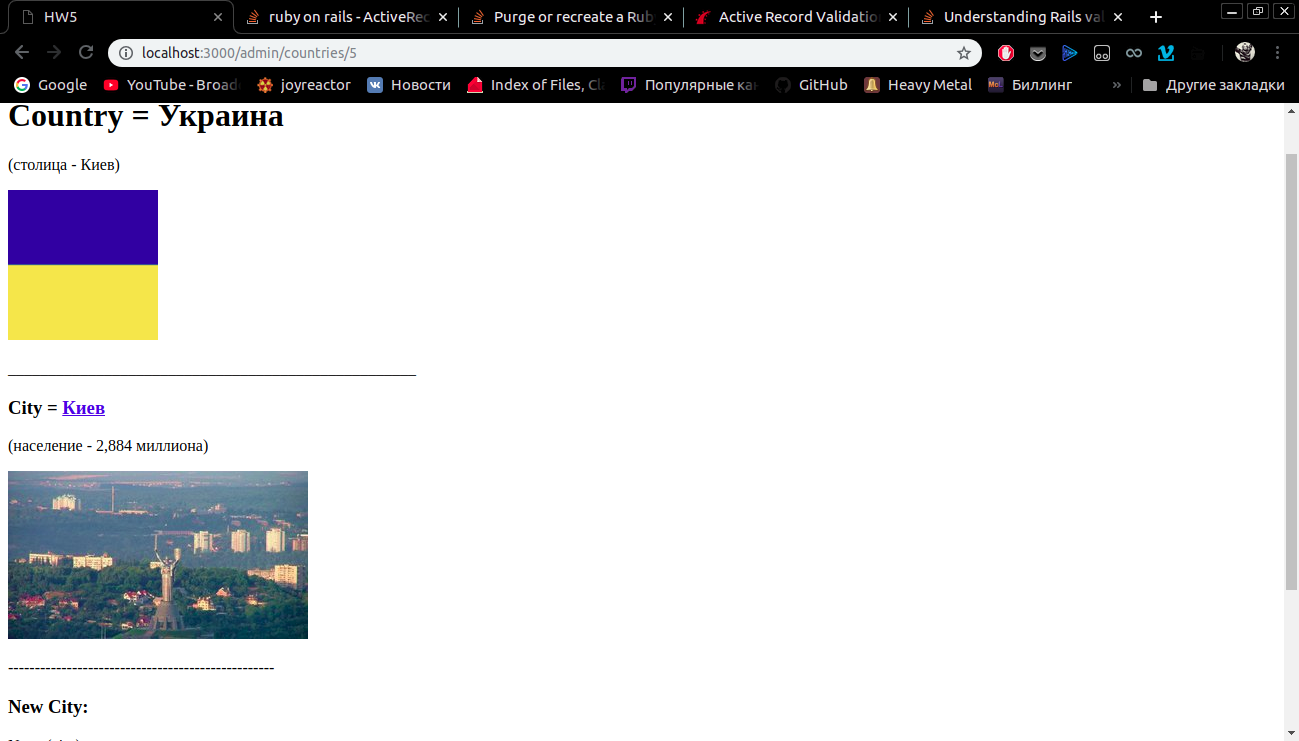 HW5
ruby on rails - ActiveRec
Purge or recreate a Rub
Active Record Validatio
Understanding Rails val
localhost:3000/admin/countries/5
Google
YouTube - Broad
joyreactor
Новости
Index of Files, Cl
Популярные ка
GitHub
Heavy Metal
Биллинг
»
Другие закладки
Country = Украина
(столица - Киев)
________________________________________________
City = Киев
(население - 2,884 миллиона)
--------------------------------------------------
New City: